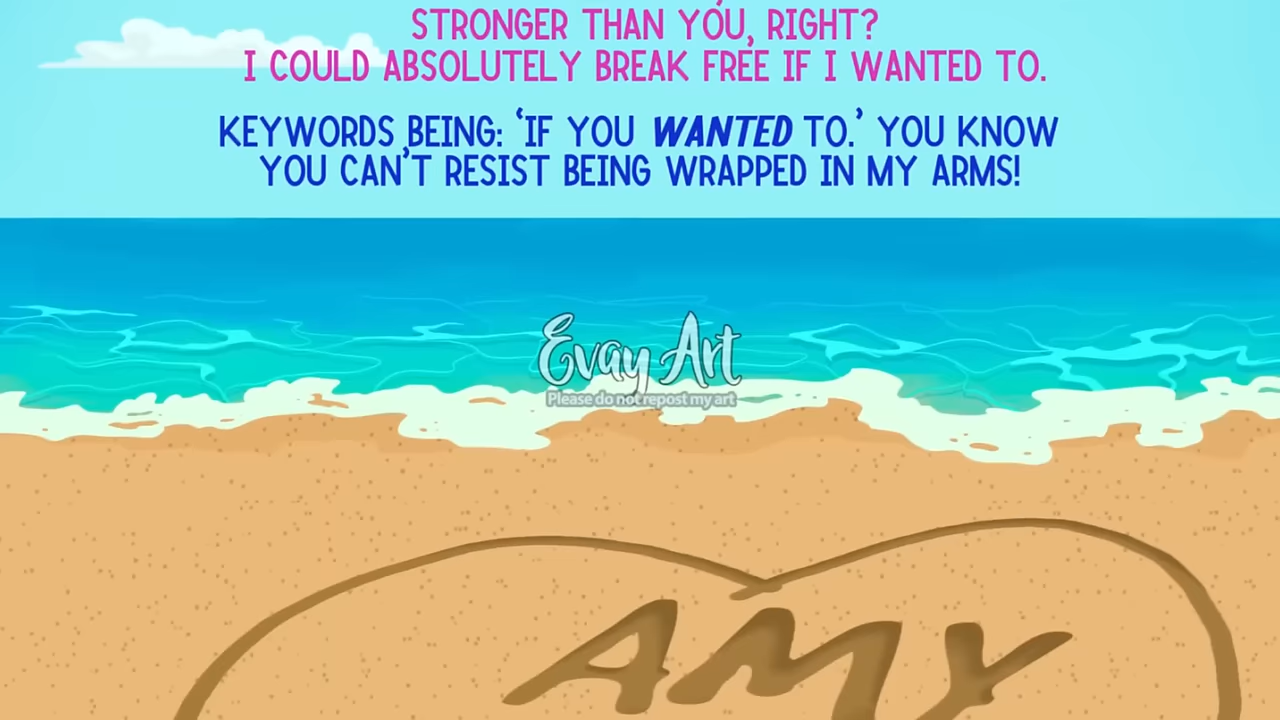 STRONGER THAN YOU, RIGHT?
I COULD ABSOLUTELY BREAK FREE IF I WANTED TO.
KEYWORDS BEING: ‘IF YOU WANTED TO.’ YOU KNOW
YOU CAN’T RESIST BEING WRAPPED IN MY ARMS!
Evay Art
Please do not repost my art
AMY